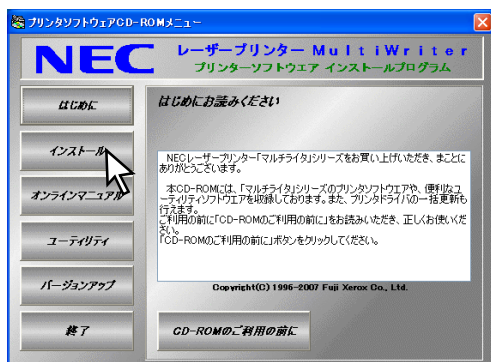 プリンタソフトウェアCD-ROMメニュー
NEC
レーザープリンター MultiWriter
プリンターソフトウエア インストールプログラム
はじめに
はじめにお読みください
インストール
オンラインマニュアル
ユーティリティ
バージョンアップ
終了
NECレーザープリンター「マルチライタ」シリーズをお買い上げいただき、まことに
ありがとうございます。
本CD-ROMには、「マルチライタ」シリーズのプリンタソフトウエアや、便利なユ
ーティリティソフトウエアを収録しております。また、プリンタドライバの一括更新も
行えます。
ご利用の前に「CD-ROMのご利用の前に」をお読みいただき、正しくお使いくだ
さい。
「CD-ROMのご利用の前に」ボタンをクリックしてください。
Copyright(C) 1996-2007 Fuji Xerox Co., Ltd.
CD-ROMのご利用の前に